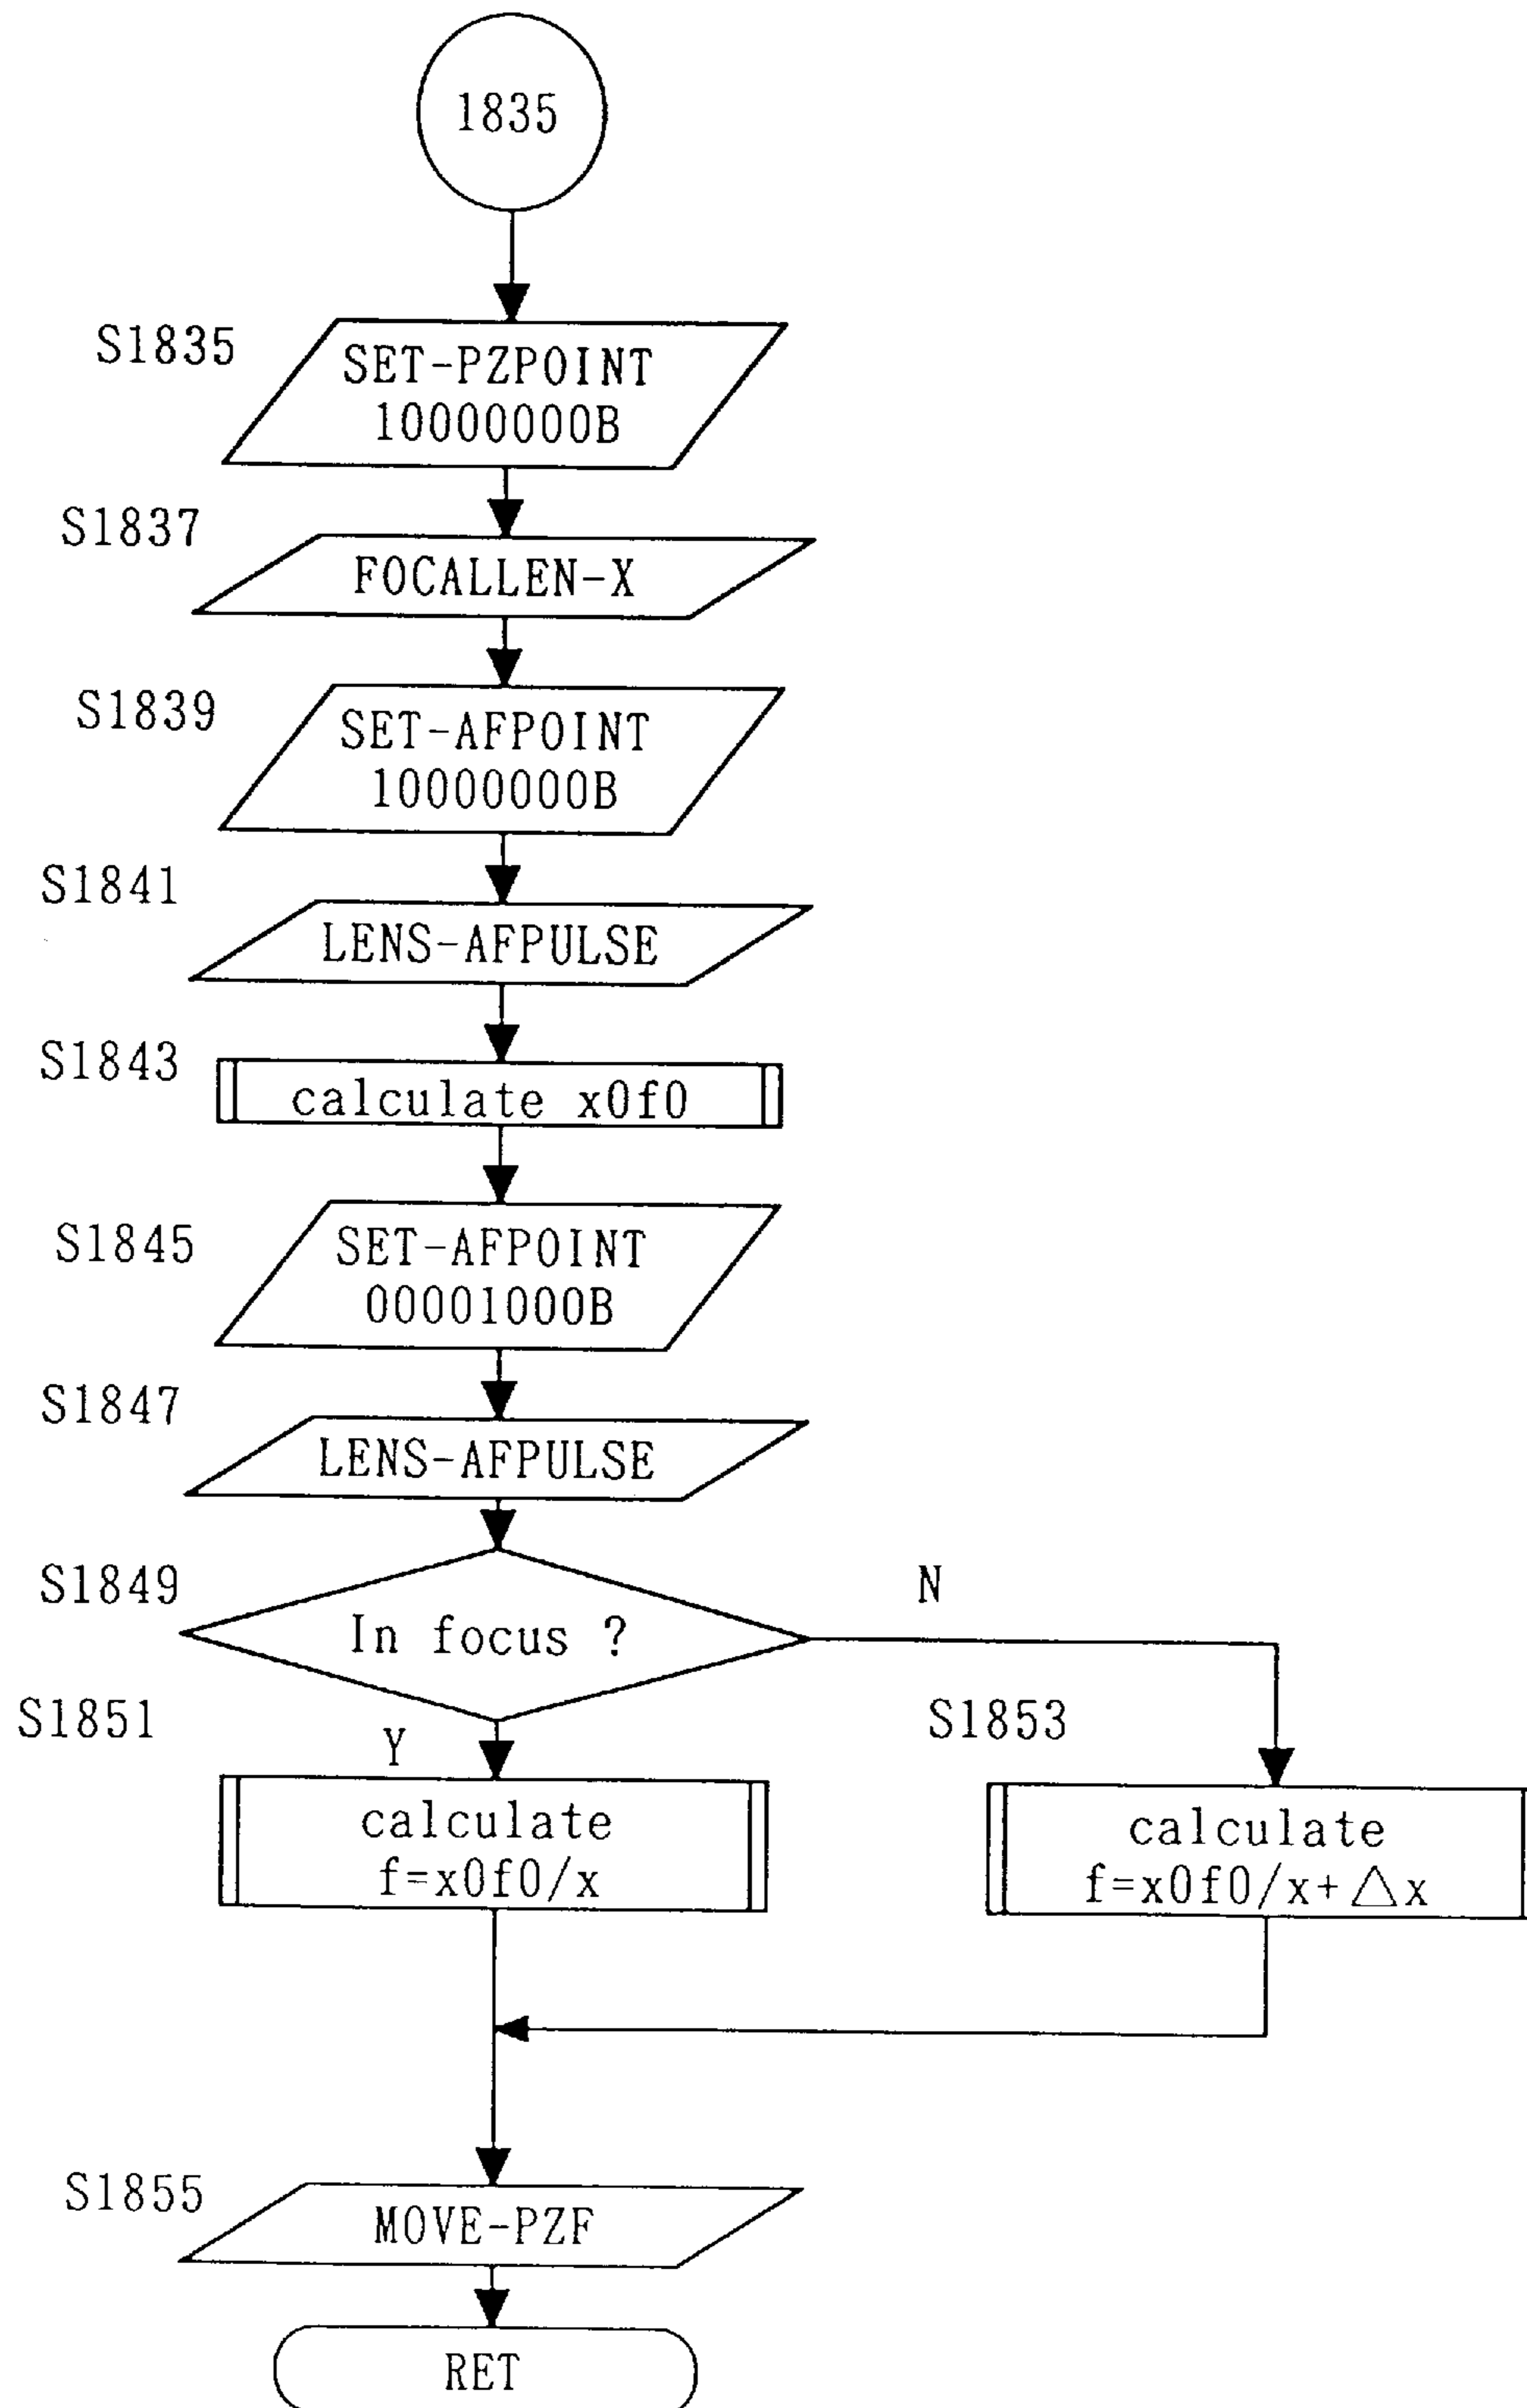 1835
S1835
SET-PZPOINT
10000000B
S1837
FOCALLEN-X
S1839
SET-AFPOINT
10000000B
S1841
LENS-AFPULSE
S1843
calculate x0f0
S1845
SET-AFPOINT
00001000B
S1847
LENS-AFPULSE
S1849
In focus ?
N
S1851
Y
calculate
f=x0f0/x
S1853
calculate
f=x0f0/x+△x
S1855
MOVE-PZF
RET